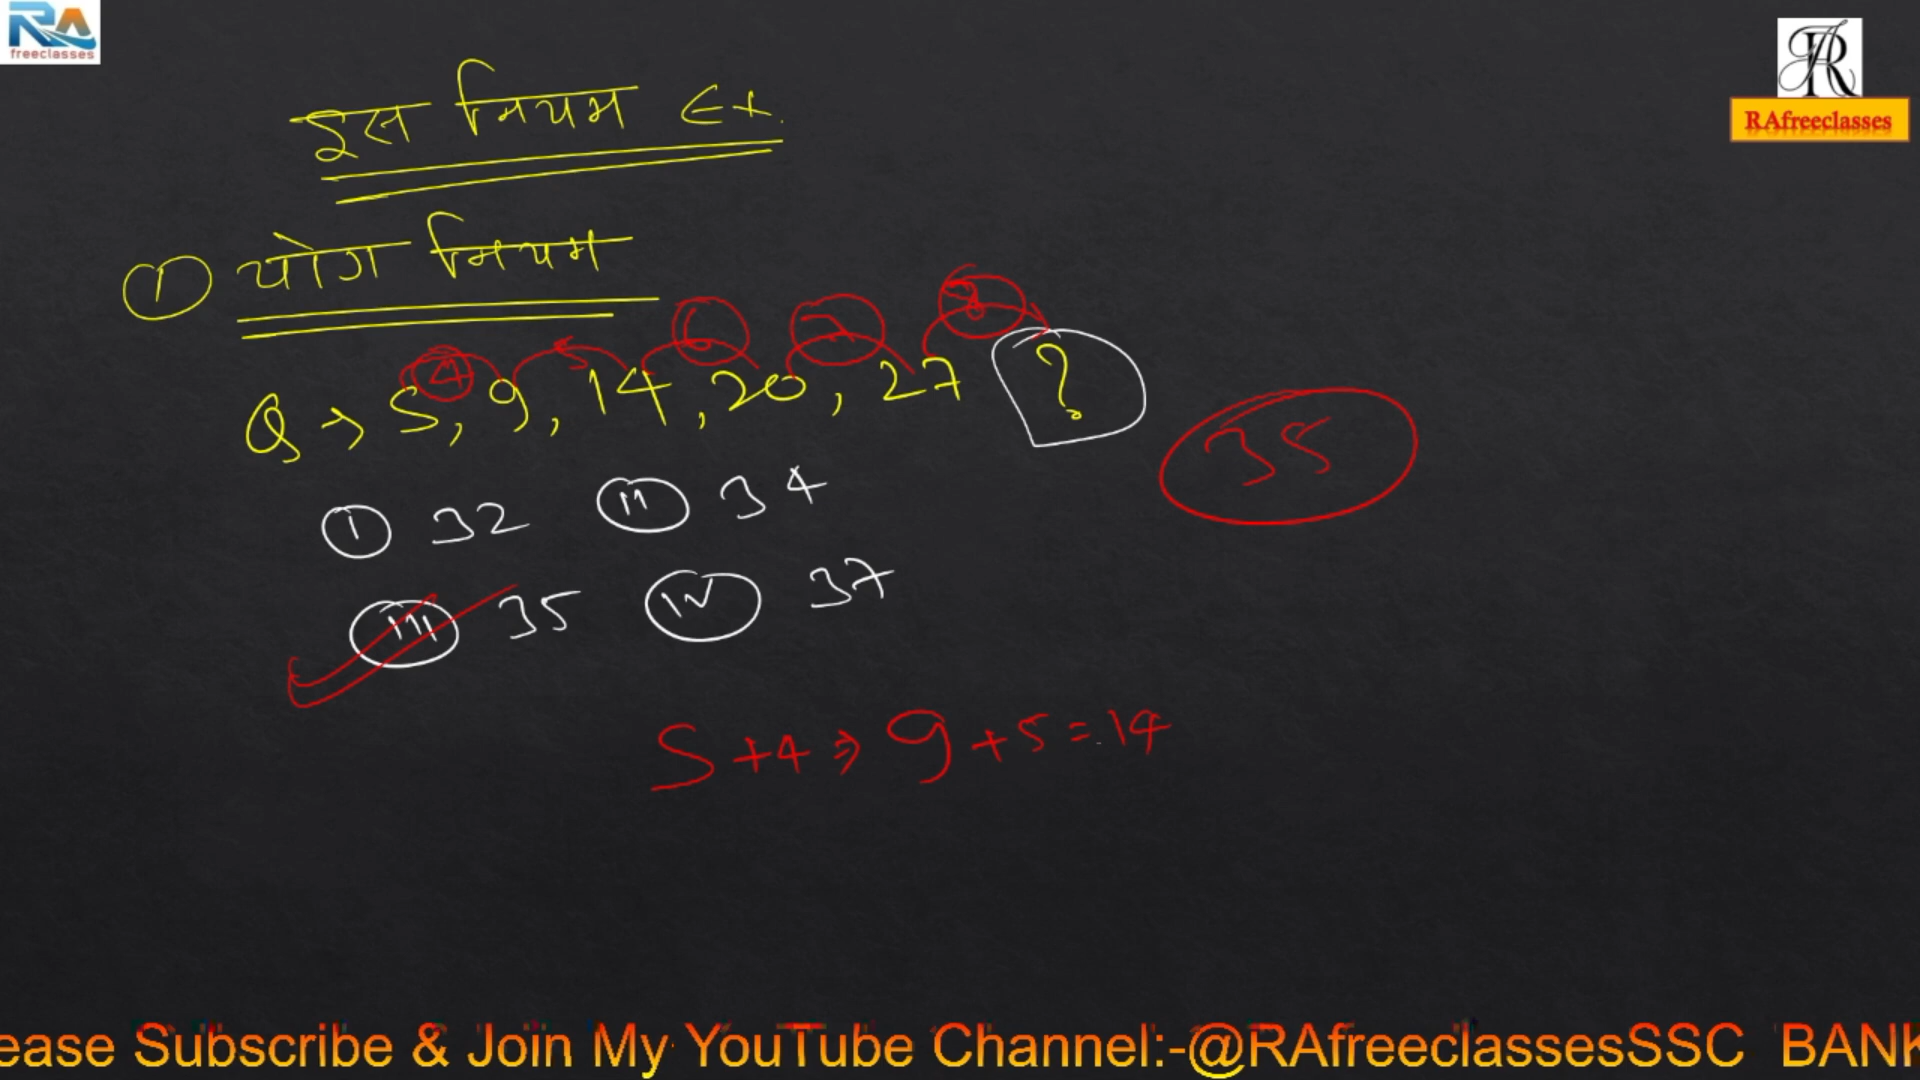 RA
freeclasses
AR
RAfreeclasses
इस नियम Ex.
① योग नियम
4 5 6 7 8
Q → 5, 9, 14, 20, 27 ?
35
(I) 32 (II) 34
(III) 35 (IV) 37
5+4 ⇒ 9+5=14
ease Subscribe & Join My YouTube Channel:-@RAfreeclassesSSC BANK